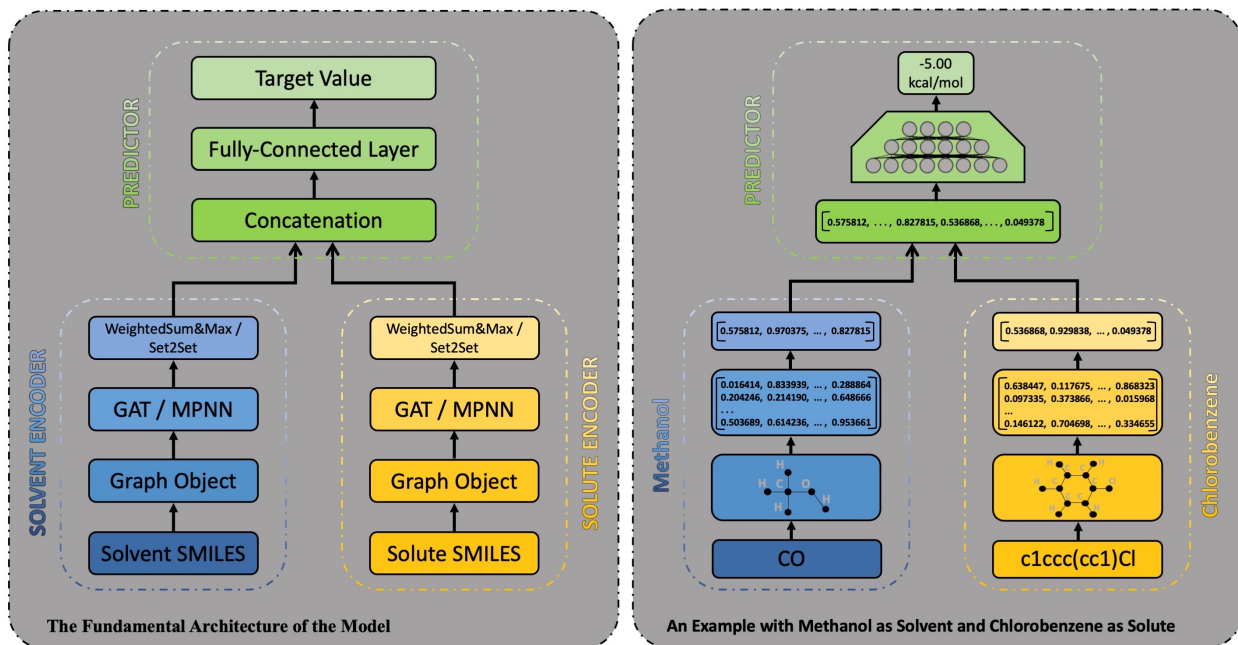 PREDICTOR
Target Value
Fully-Connected Layer
Concatenation
SOLVENT ENCODER
WeightedSum&Max /
Set2Set
GAT / MPNN
Graph Object
Solvent SMILES
WeightedSum&Max /
Set2Set
GAT / MPNN
Graph Object
Solute SMILES
SOLUTE ENCODER
The Fundamental Architecture of the Model
PREDICTOR
-5.00
kcal/mol
0.575812, . . . , 0.827815, 0.536868, . . . , 0.049378
Methanol
0.575812, 0.970375, ... , 0.827815
0.016414, 0.833939, ... , 0.288864
0.204246, 0.214190, ... , 0.648666
...
0.503689, 0.614236, ... , 0.953661
H
H C O H
H
CO
0.536868, 0.929838, ... , 0.049378
0.638447, 0.117675, ... , 0.868323
0.097335, 0.373866, ... , 0.015968
...
0.146122, 0.704698, ... , 0.334655
H C C H
H C C Cl
H C C H
c1ccc(cc1)Cl
Chlorobenzene
An Example with Methanol as Solvent and Chlorobenzene as Solute